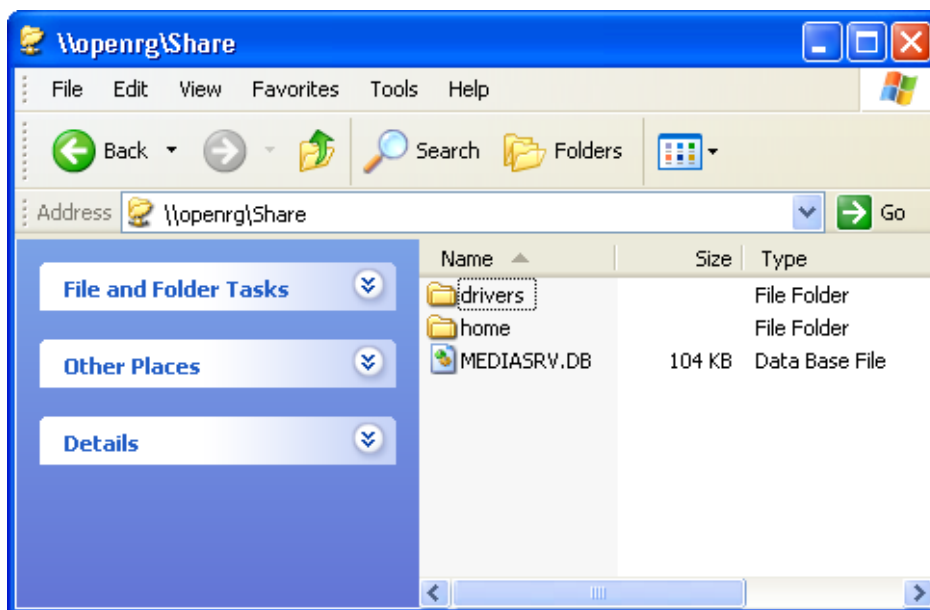 \\openrg\Share
File Edit View Favorites Tools Help
Back Search Folders
Address \\openrg\Share Go
Name Size Type
File and Folder Tasks
drivers File Folder
home File Folder
Other Places
MEDIASRV.DB 104 KB Data Base File
Details